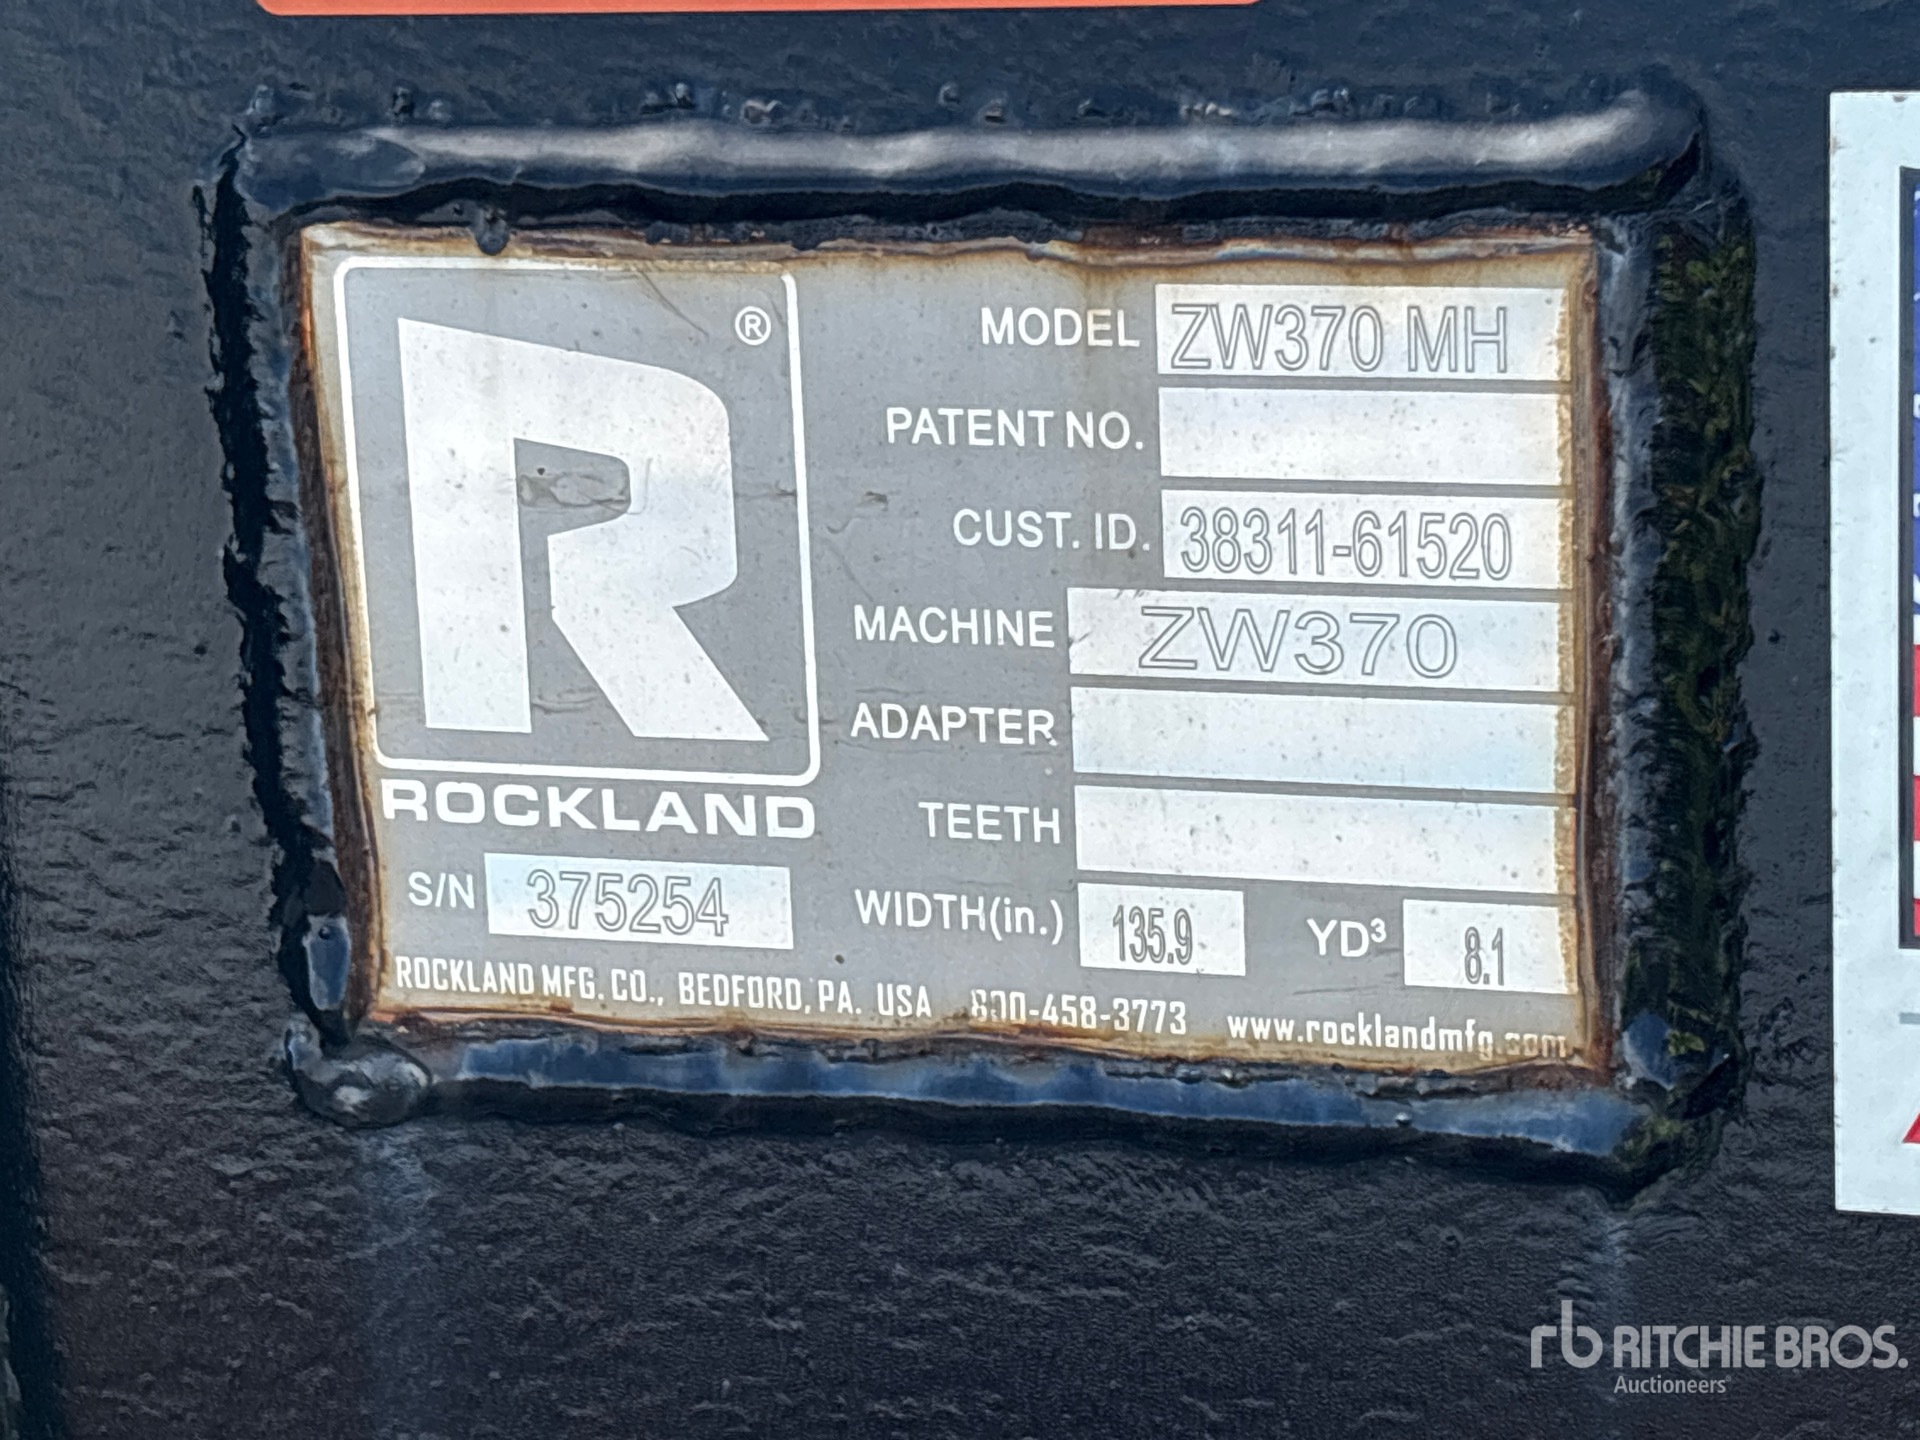 R ®
ROCKLAND
MODEL ZW370 MH
PATENT NO.
CUST. ID. 38311-61520
MACHINE ZW370
ADAPTER
TEETH
S/N 375254 WIDTH(in.) 135.9 YD³ 8.1
ROCKLAND MFG. CO., BEDFORD, PA. USA 800-458-3773 www.rocklandmfg.com
rb RITCHIE BROS.
Auctioneers